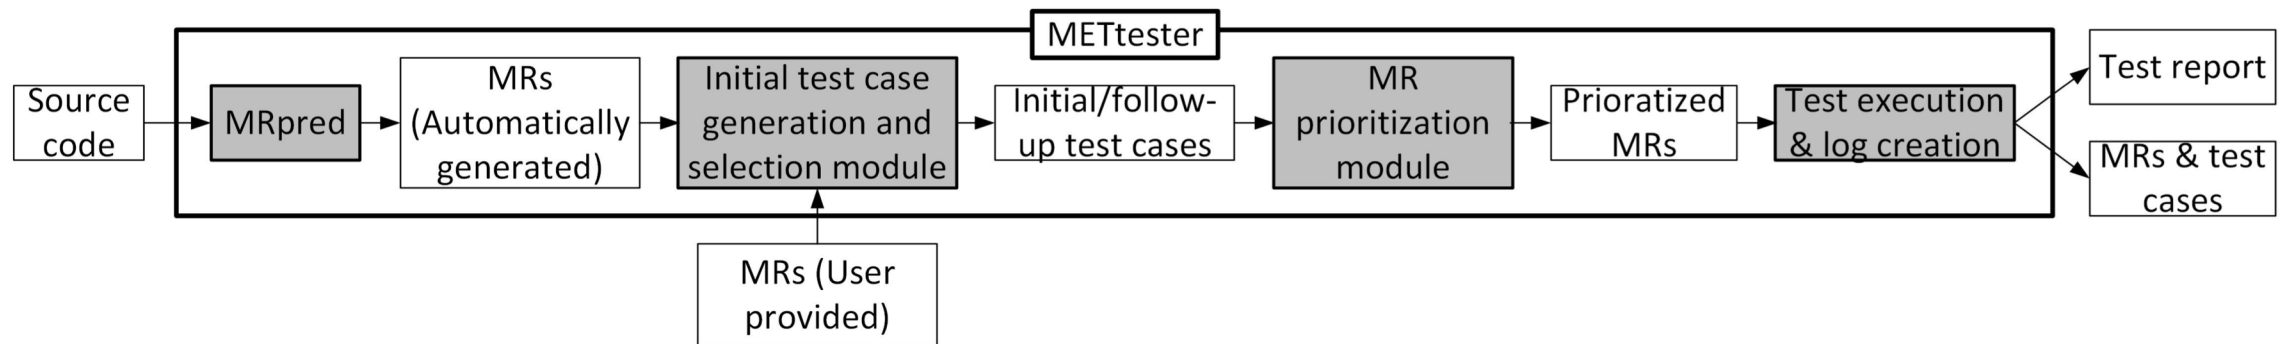 METtester
Source
code
MRpred
MRs
(Automatically
generated)
Initial test case
generation and
selection module
Initial/follow-
up test cases
MR
prioritization
module
Prioratized
MRs
Test execution
& log creation
Test report
MRs & test
cases
MRs (User
provided)